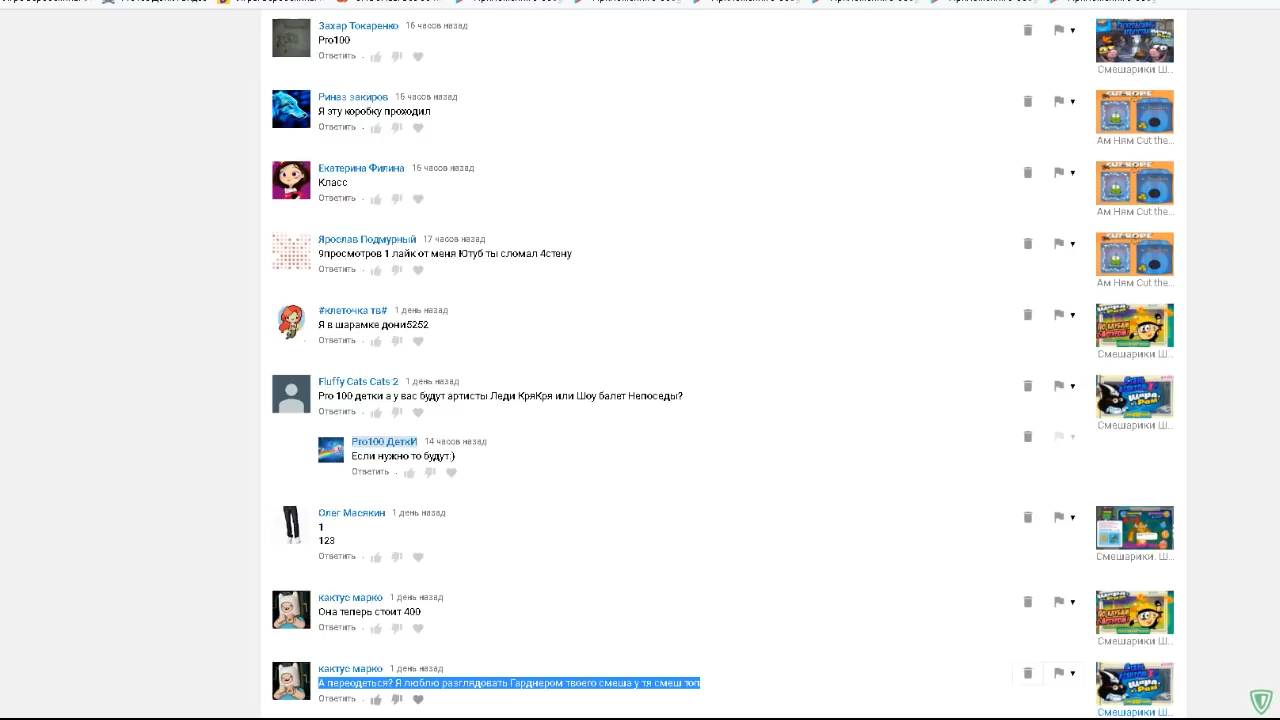 Захар Токаренко 16 часов назад
Pro100
Ответить
Риназ закиров 16 часов назад
Я эту коробку проходил
Ответить
Екатерина Филина 16 часов назад
Класс
Ответить
Ярослав Подмурный 17 часов назад
9просмотров 1 лайк от меня Ютуб ты сломал 4стену
Ответить
#клеточка тв# 1 день назад
Я в шарамке дони5252
Ответить
Fluffy Cats Cats 2 1 день назад
Pro 100 детки а у вас будут артисты Леди КряКря или Шоу балет Непоседы?
Ответить
Pro100 ДеткИ 14 часов назад
Если нужно то будут:)
Ответить
Олег Масякин 1 день назад
1
123
Ответить
кактус марко 1 день назад
Она теперь стоит 400
Ответить
кактус марко 1 день назад
А переодеться? Я люблю разглядовать Гарднером твоего смеша у тя смеш топ
Ответить
Смешарики Ш...
Ам Ням Cut the...
Ам Ням Cut the...
Ам Ням Cut the...
Смешарики Ш...
Смешарики Ш...
Смешарики. Ш...
Смешарики Ш...
Смешарики Ш...